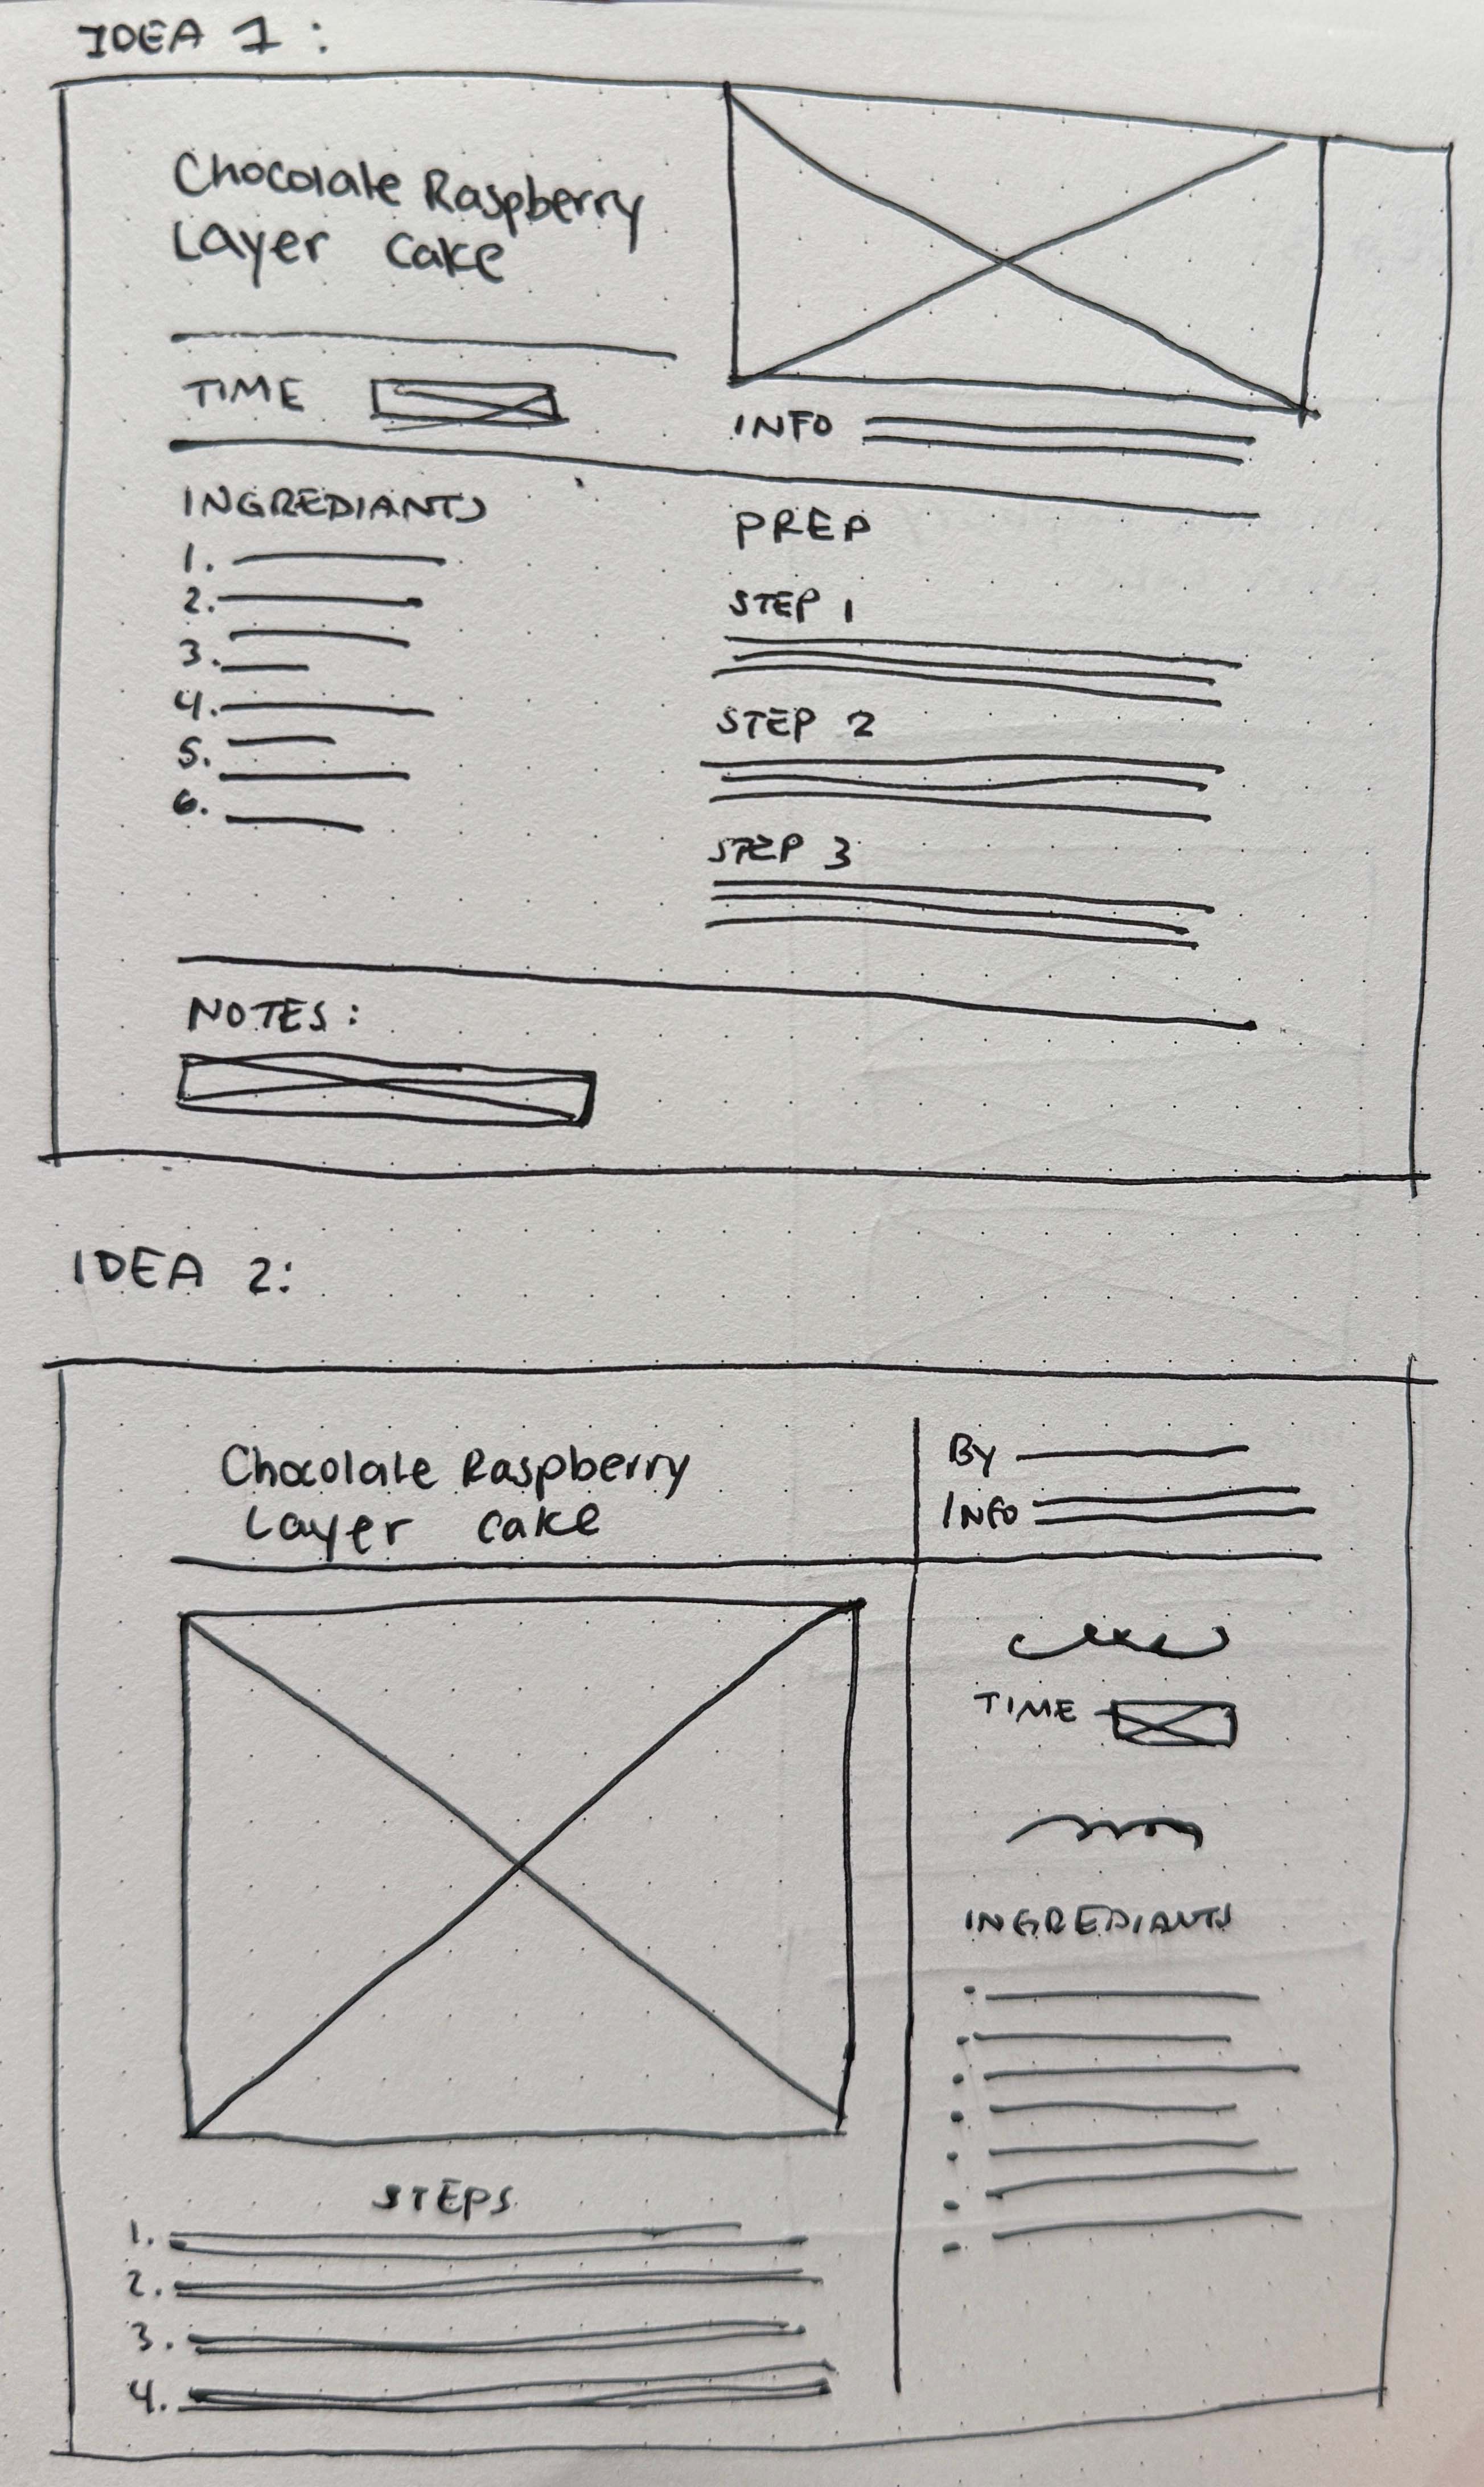 IDEA 1:
Chocolate Raspberry
Layer Cake
TIME
INFO
INGREDIANTS
1.
2.
3.
4.
5.
6.
PREP
STEP 1
STEP 2
STEP 3
NOTES:
IDEA 2:
Chocolate Raspberry
Layer Cake
BY
INFO
TIME
INGREDIANTS
STEPS
1.
2.
3.
4.